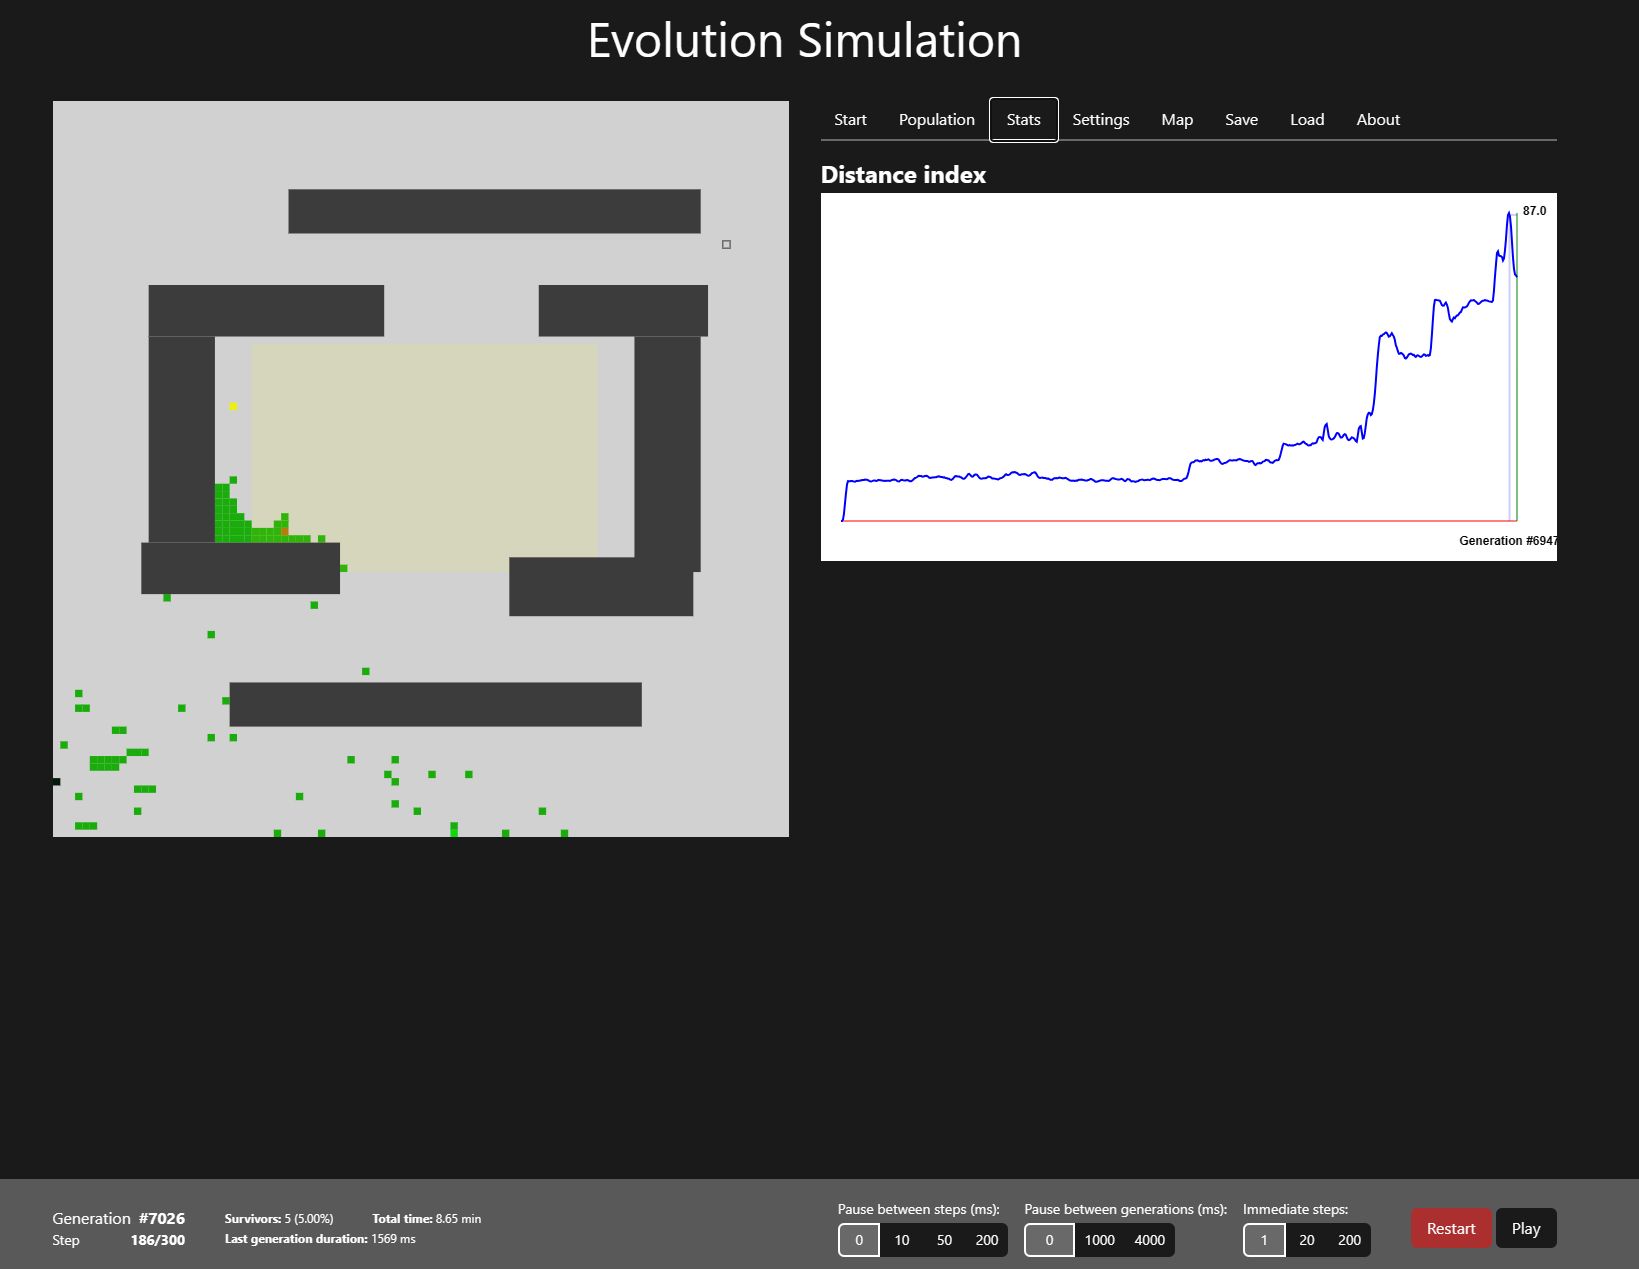 Evolution Simulation
Start Population Stats Settings Map Save Load About
Distance index
87.0
Generation #6947
Generation #7026
Step 186/300
Survivors: 5 (5.00%) Total time: 8.65 min
Last generation duration: 1569 ms
Pause between steps (ms):
0 10 50 200
Pause between generations (ms):
0 1000 4000
Immediate steps:
1 20 200
Restart Play